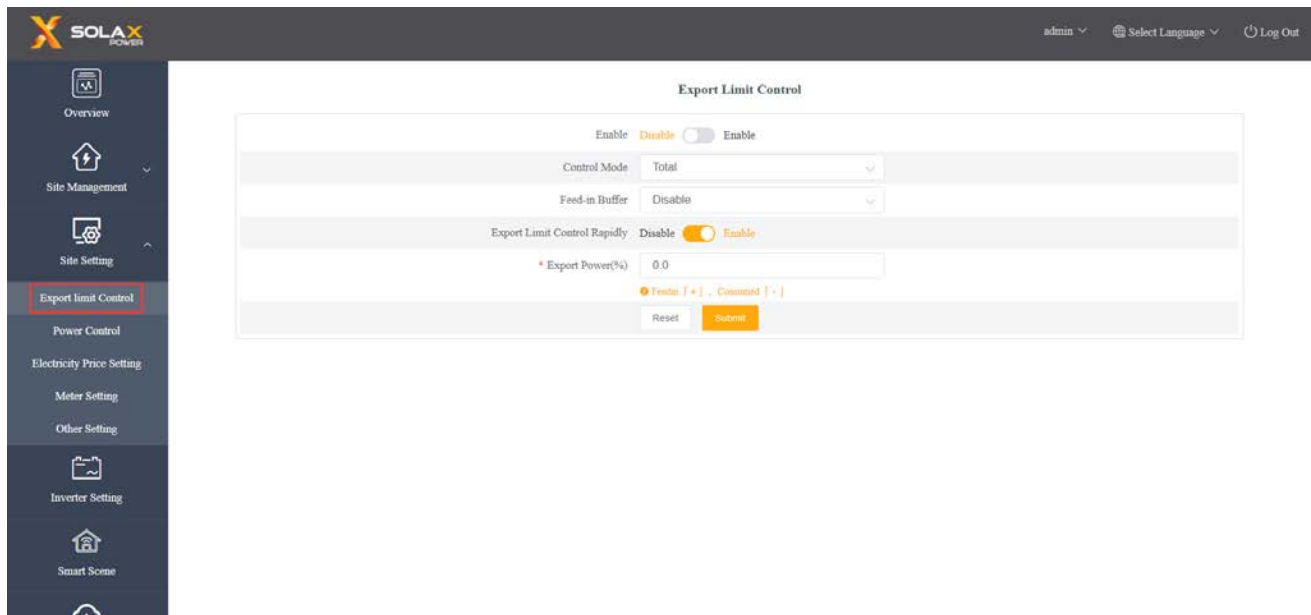 SOLAX
POWER
admin
Select Language
Log Out
Overview
Site Management
Site Setting
Export limit Control
Power Control
Electricity Price Setting
Meter Setting
Other Setting
Inverter Setting
Smart Scene
Export Limit Control
Enable Disable Enable
Control Mode Total
Feed-in Buffer Disable
Export Limit Control Rapidly Disable Enable
* Export Power(%) 0.0
Feedin [ + ] , Consumed [ - ]
Reset Submit